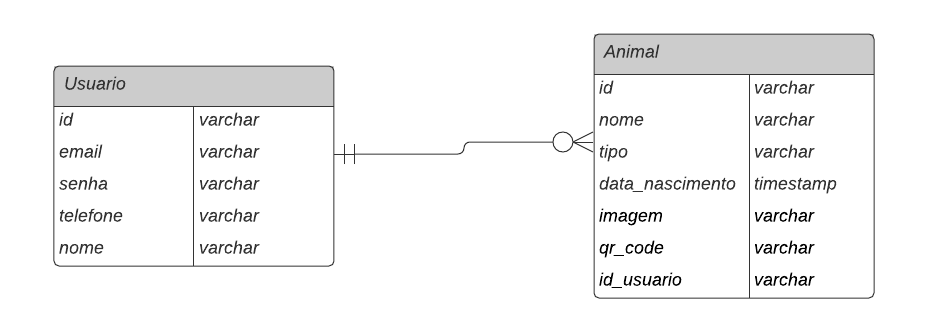 Usuario
id varchar
email varchar
senha varchar
telefone varchar
nome varchar
Animal
id varchar
nome varchar
tipo varchar
data_nascimento timestamp
imagem varchar
qr_code varchar
id_usuario varchar